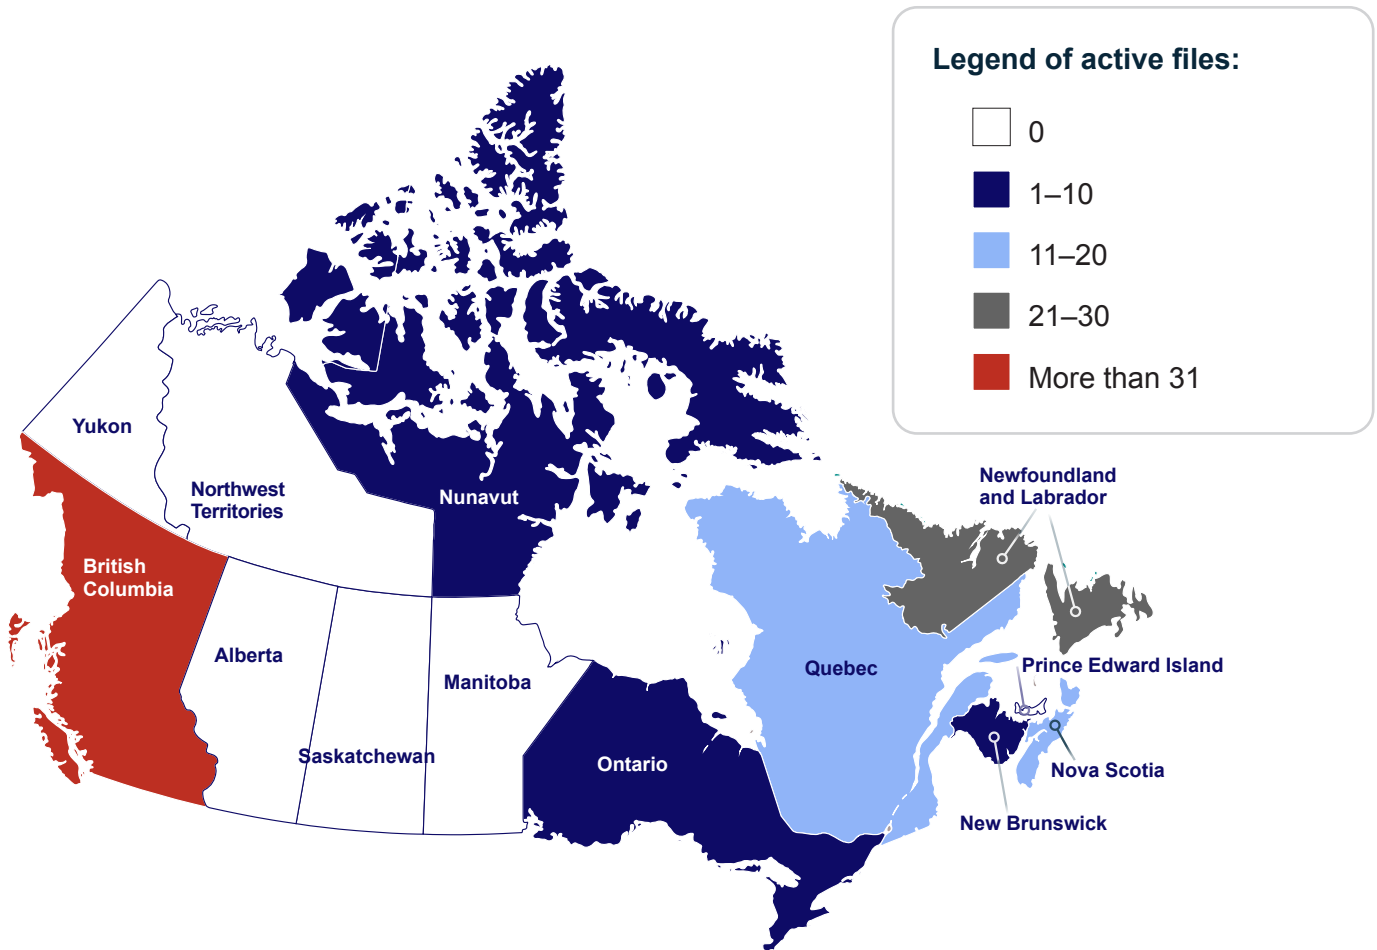 Legend of active files:
0
1–10
11–20
21–30
More than 31
Yukon
Northwest
Territories
Nunavut
Newfoundland
and Labrador
British
Columbia
Alberta
Prince Edward Island
Quebec
Manitoba
Saskatchewan
Ontario
Nova Scotia
New Brunswick